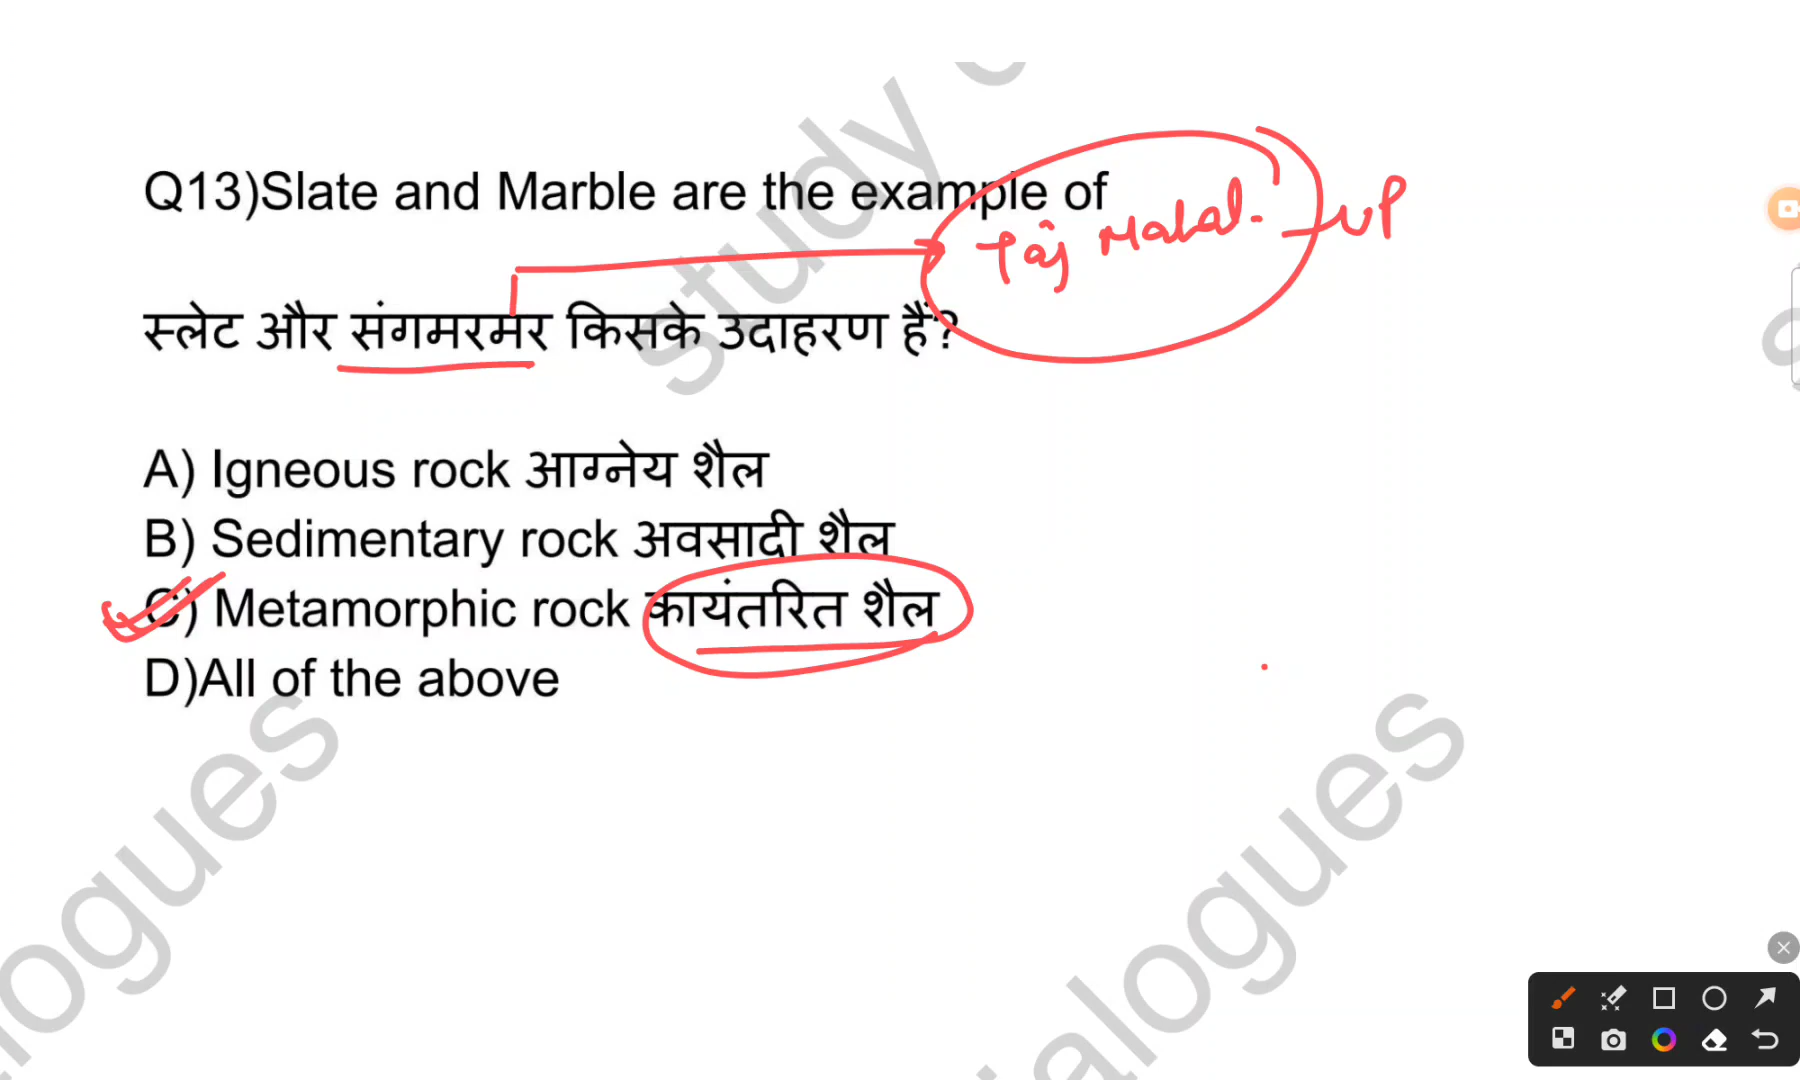 study
Q13)Slate and Marble are the example of
Taj Mahal. - UP
स्लेट और संगमरमर किसके उदाहरण हैं?
A) Igneous rock आग्नेय शैल
B) Sedimentary rock अवसादी शैल
C) Metamorphic rock कायंतरित शैल
D)All of the above
logues
ialogues